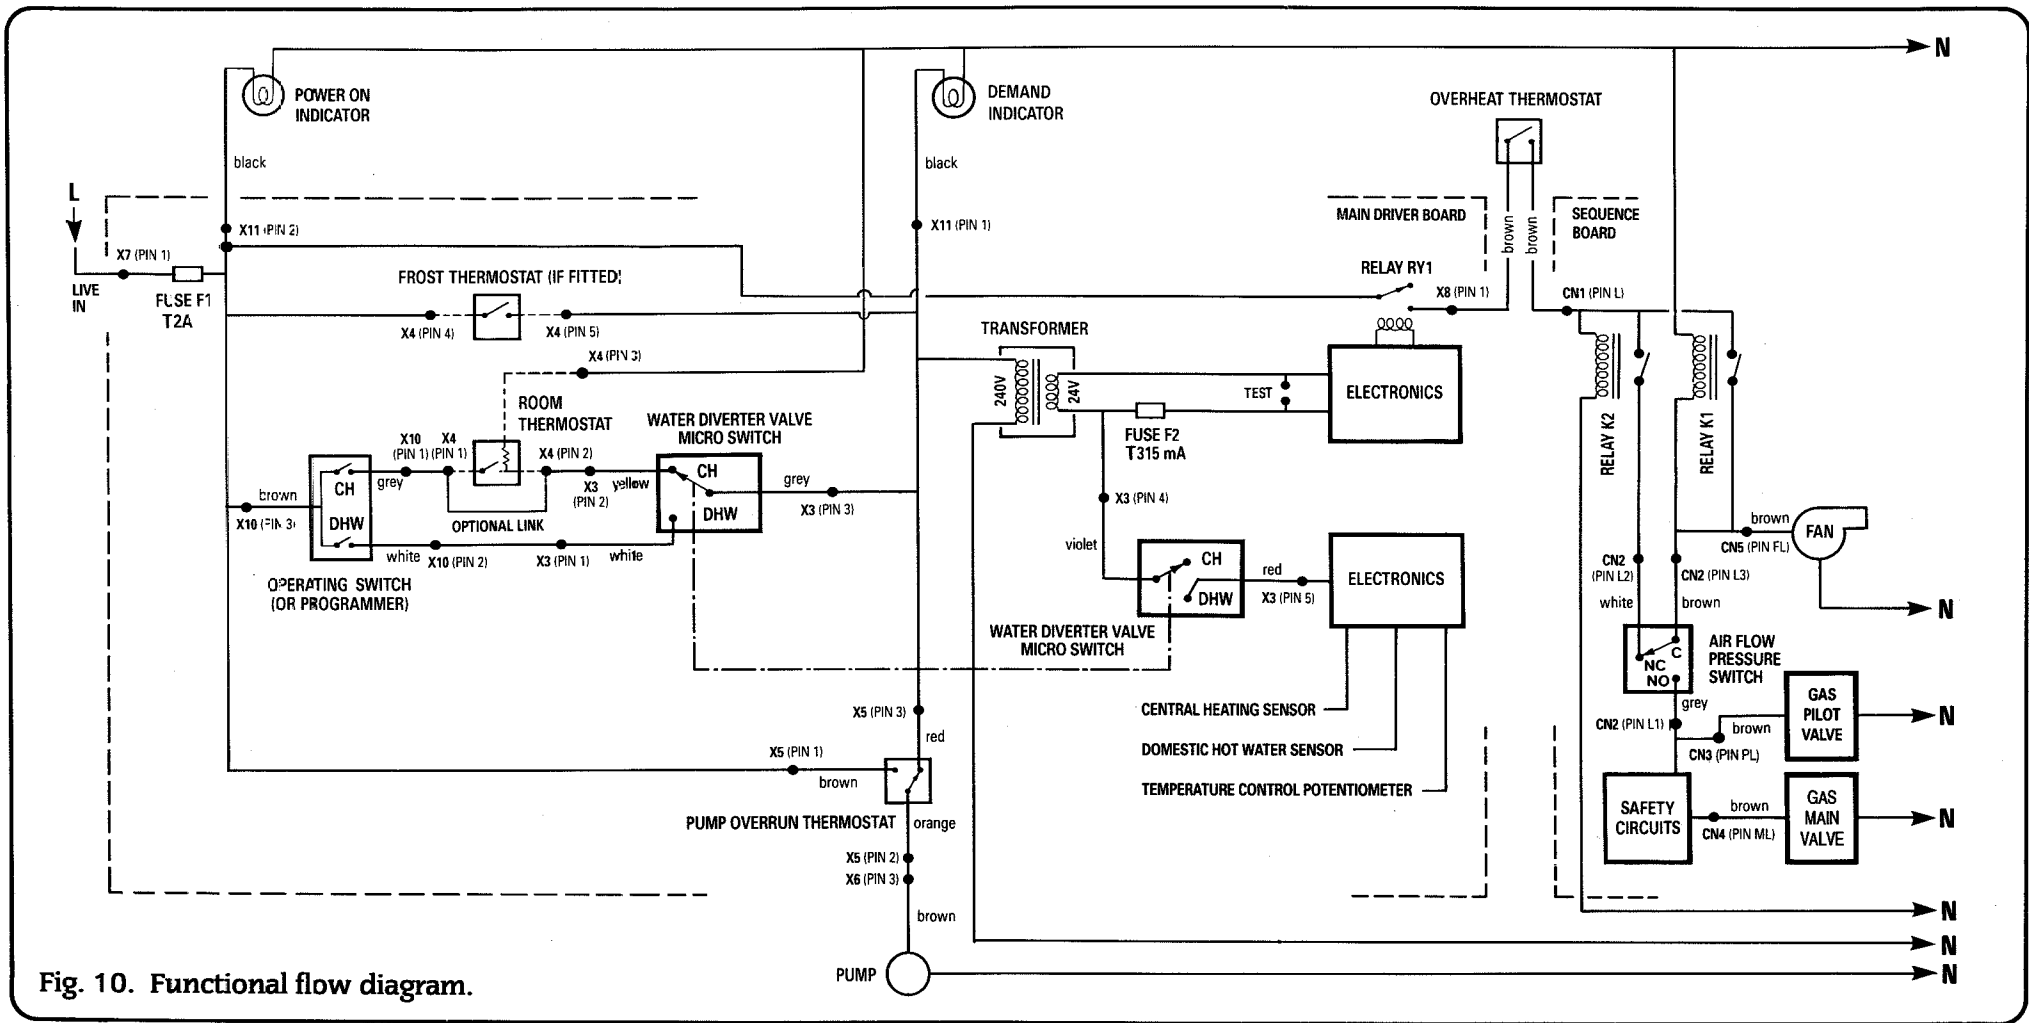 N
POWER ON
INDICATOR
DEMAND
INDICATOR
OVERHEAT THERMOSTAT
black
black
L
MAIN DRIVER BOARD
SEQUENCE
BOARD
brown
brown
X11 (PIN 2)
X11 (PIN 1)
X7 (PIN 1)
LIVE
IN
FUSE F1
T2A
FROST THERMOSTAT (IF FITTED)
RELAY RY1
X8 (PIN 1)
CN1 (PIN L)
X4 (PIN 4)
X4 (PIN 5)
TRANSFORMER
X4 (PIN 3)
240V
24V
TEST
ELECTRONICS
FUSE F2
T315 mA
RELAY K2
RELAY K1
ROOM
THERMOSTAT
WATER DIVERTER VALVE
MICRO SWITCH
X10
(PIN 1)
X4
(PIN 1)
X4 (PIN 2)
CH
grey
X3
(PIN 2)
yellow
CH
grey
X3 (PIN 3)
X3 (PIN 4)
brown
X10 (PIN 3)
DHW
OPTIONAL LINK
DHW
white
X10 (PIN 2)
X3 (PIN 1)
white
OPERATING SWITCH
(OR PROGRAMMER)
violet
CH
DHW
red
X3 (PIN 5)
ELECTRONICS
WATER DIVERTER VALVE
MICRO SWITCH
brown
CN5 (PIN FL)
FAN
N
CN2
(PIN L2)
CN2 (PIN L3)
white
brown
C
NC
NO
AIR FLOW
PRESSURE
SWITCH
grey
CN2 (PIN L1)
brown
CN3 (PIN PL)
GAS
PILOT
VALVE
N
CENTRAL HEATING SENSOR
DOMESTIC HOT WATER SENSOR
TEMPERATURE CONTROL POTENTIOMETER
X5 (PIN 3)
red
X5 (PIN 1)
brown
PUMP OVERRUN THERMOSTAT
orange
X5 (PIN 2)
X6 (PIN 3)
brown
SAFETY
CIRCUITS
brown
CN4 (PIN ML)
GAS
MAIN
VALVE
N
N
N
PUMP
N
Fig. 10. Functional flow diagram.